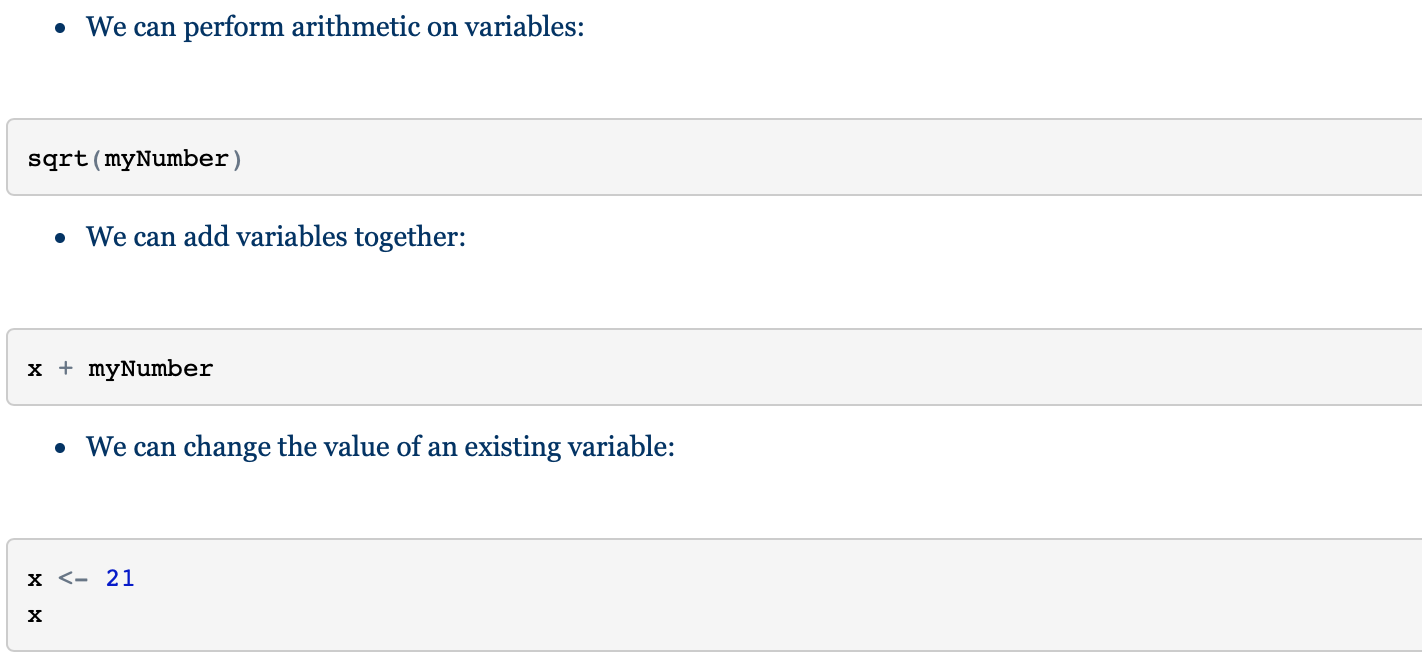 • We can perform arithmetic on variables:
sqrt(myNumber)
• We can add variables together:
x + myNumber
• We can change the value of an existing variable:
x <- 21
x